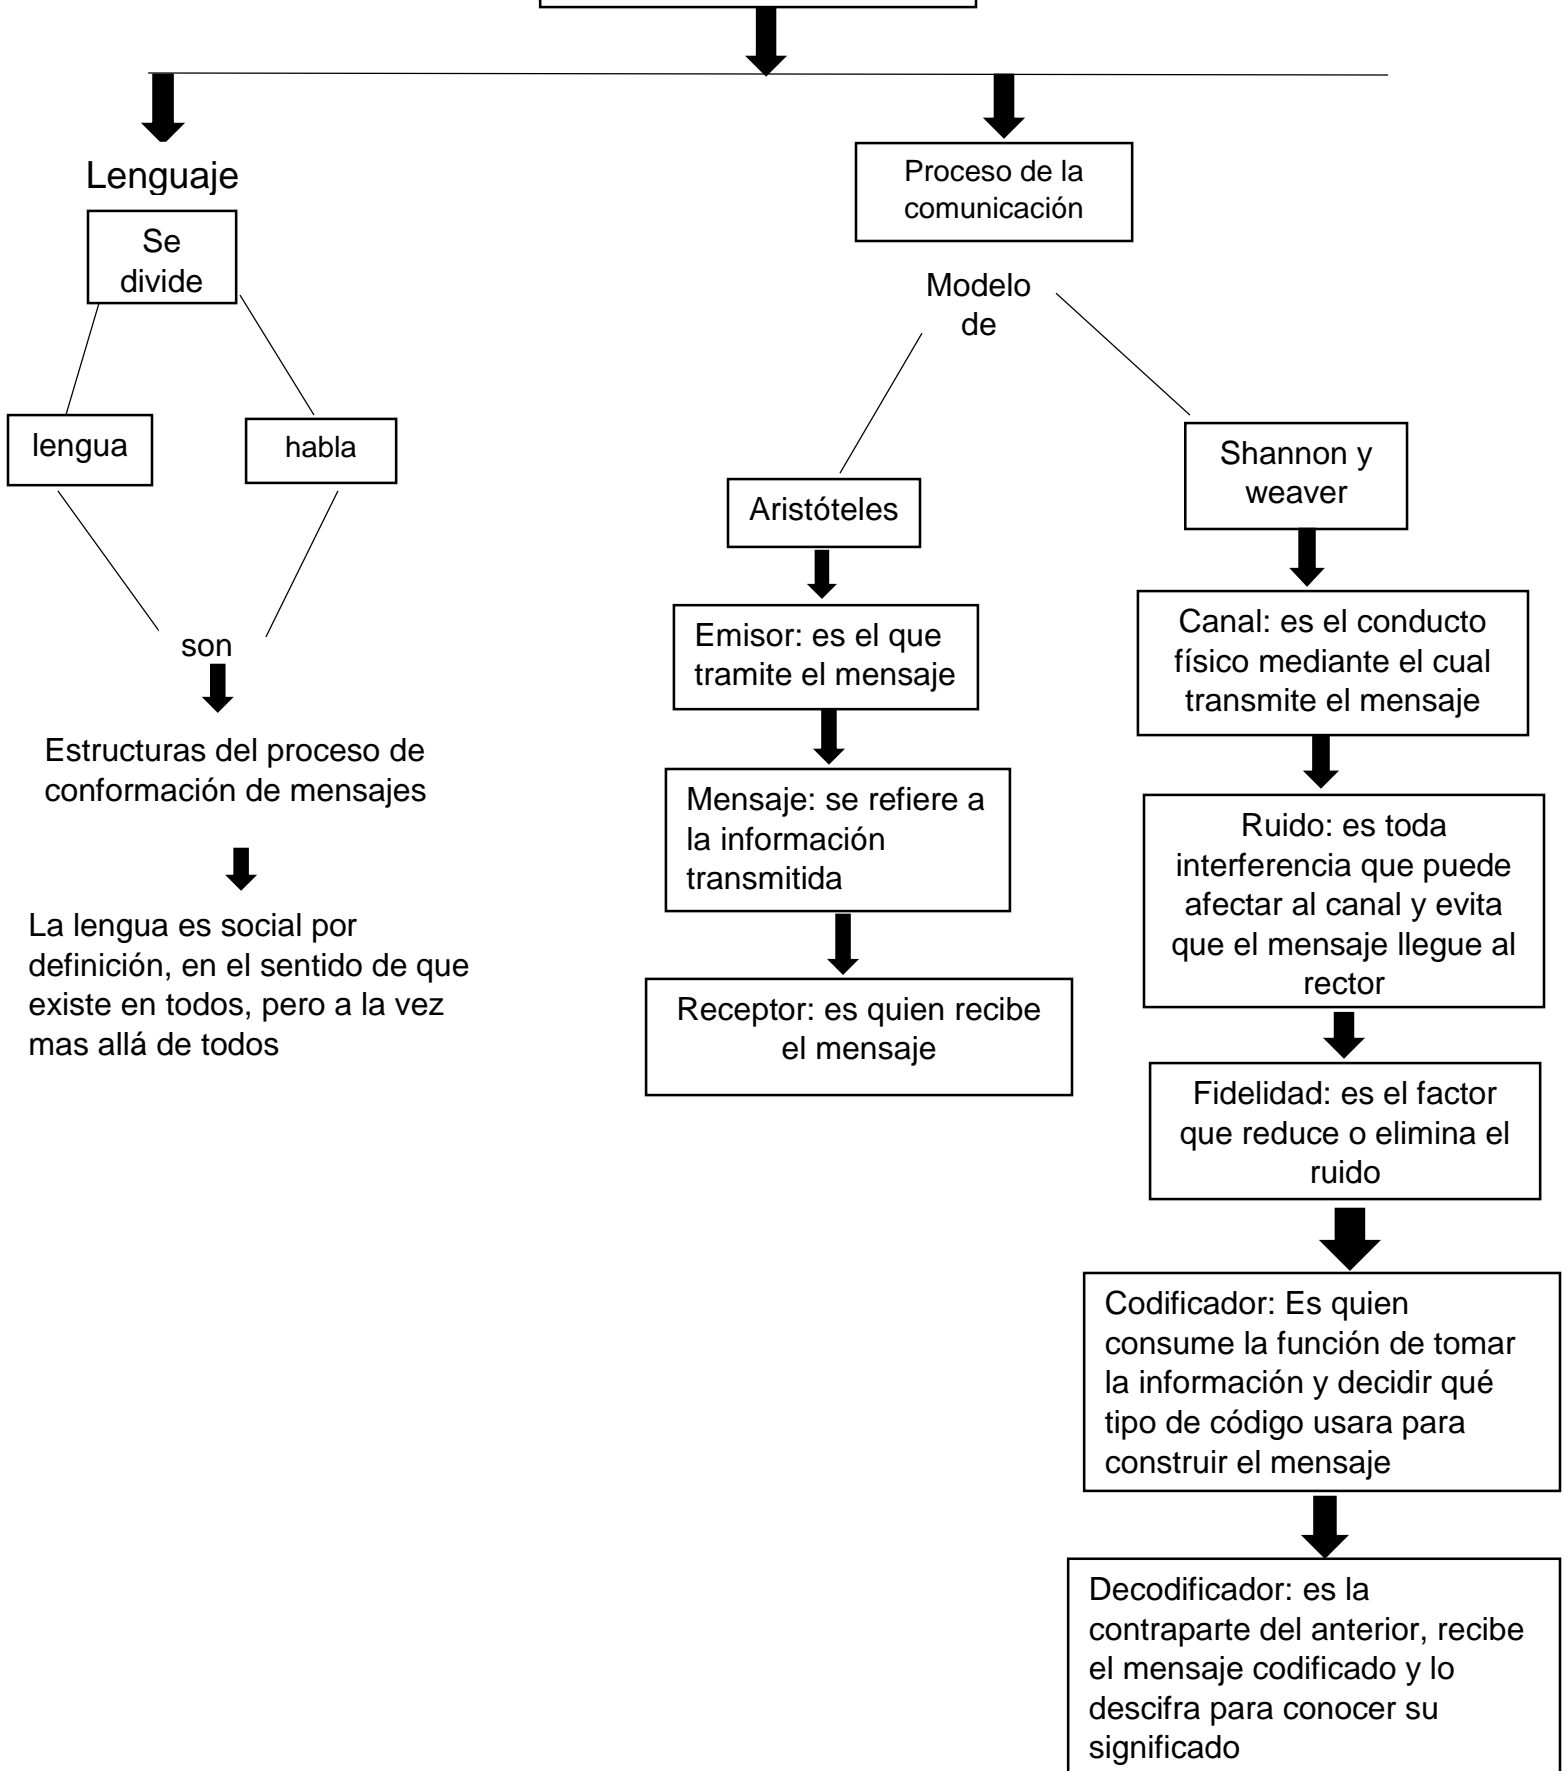 Lenguaje
Se
divide
lengua
habla
son
Estructuras del proceso de
conformación de mensajes
La lengua es social por
definición, en el sentido de que
existe en todos, pero a la vez
mas allá de todos
Proceso de la
comunicación
Modelo
de
Aristóteles
Emisor: es el que
tramite el mensaje
Mensaje: se refiere a
la información
transmitida
Receptor: es quien recibe
el mensaje
Shannon y
weaver
Canal: es el conducto
físico mediante el cual
transmite el mensaje
Ruido: es toda
interferencia que puede
afectar al canal y evita
que el mensaje llegue al
rector
Fidelidad: es el factor
que reduce o elimina el
ruido
Codificador: Es quien
consume la función de tomar
la información y decidir qué
tipo de código usara para
construir el mensaje
Decodificador: es la
contraparte del anterior, recibe
el mensaje codificado y lo
descifra para conocer su
significado